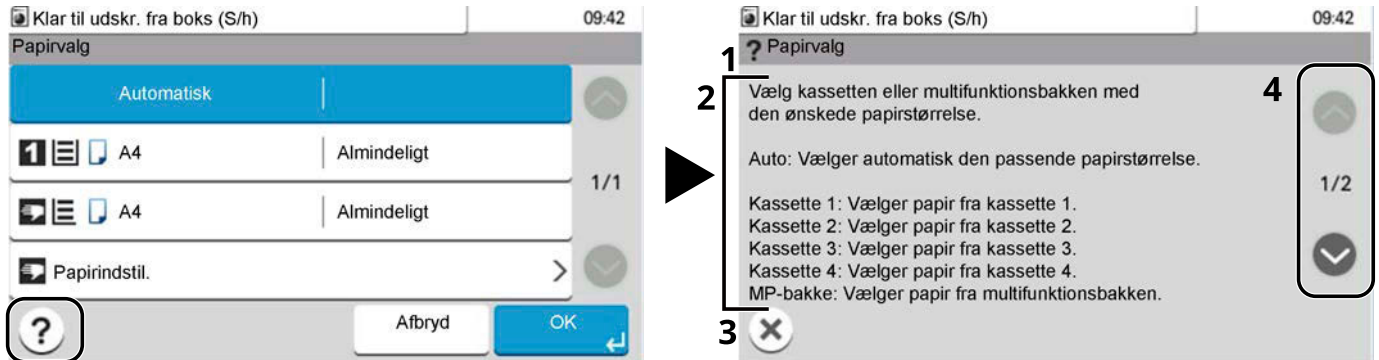 Klar til udskr. fra boks (S/h)
09:42
Papirvalg
Automatisk
1 A4 Almindeligt
A4 Almindeligt
1/1
Papirindstil. >
?
Afbryd
OK
Klar til udskr. fra boks (S/h)
09:42
1
? Papirvalg
2
Vælg kassetten eller multifunktionsbakken med
den ønskede papirstørrelse.
Auto: Vælger automatisk den passende papirstørrelse.
Kassette 1: Vælger papir fra kassette 1.
Kassette 2: Vælger papir fra kassette 2.
Kassette 3: Vælger papir fra kassette 3.
Kassette 4: Vælger papir fra kassette 4.
MP-bakke: Vælger papir fra multifunktionsbakken.
3
4
1/2